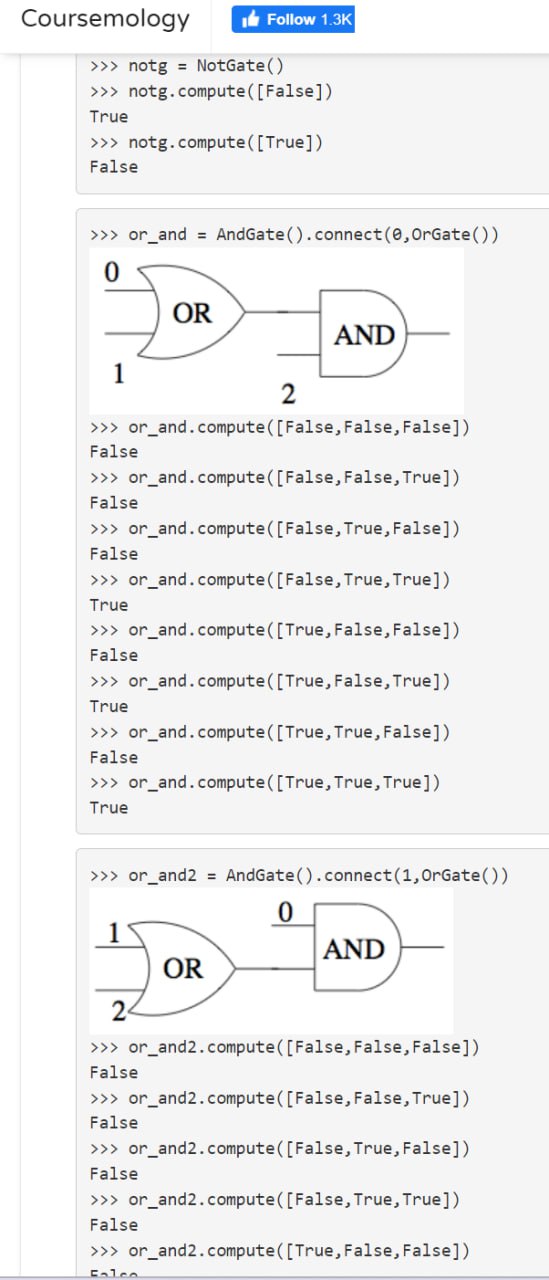 Coursemology
Follow 1.3K
>>> notg = NotGate()
>>> notg.compute([False])
True
>>> notg.compute([True])
False
>>> or_and = AndGate().connect(0,OrGate())
0
OR
AND
1
2
>>> or_and.compute([False,False,False])
False
>>> or_and.compute([False,False,True])
False
>>> or_and.compute([False,True,False])
False
>>> or_and.compute([False,True,True])
True
>>> or_and.compute([True,False,False])
False
>>> or_and.compute([True,False,True])
True
>>> or_and.compute([True,True,False])
False
>>> or_and.compute([True,True,True])
True
>>> or_and2 = AndGate().connect(1,OrGate())
0
1
AND
OR
2
>>> or_and2.compute([False,False,False])
False
>>> or_and2.compute([False,False,True])
False
>>> or_and2.compute([False,True,False])
False
>>> or_and2.compute([False,True,True])
False
>>> or_and2.compute([True,False,False])
False